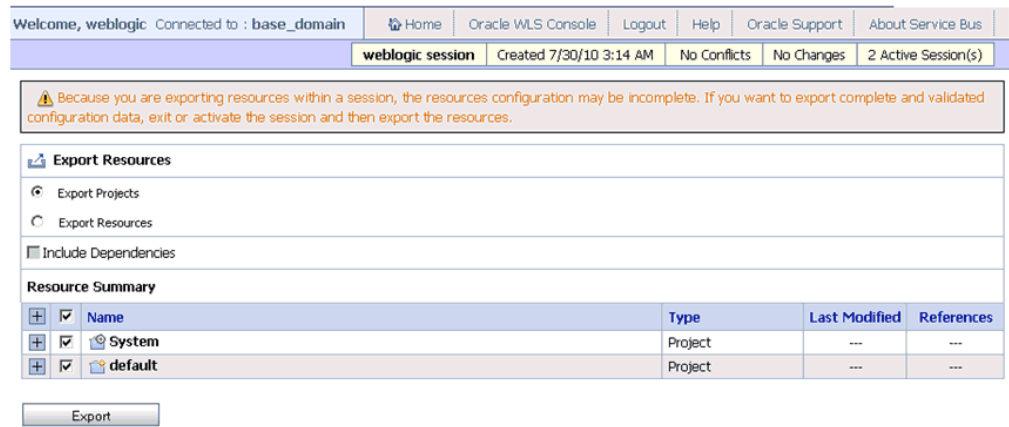 Welcome, weblogic Connected to : base_domain Home Oracle WLS Console Logout Help Oracle Support About Service Bus
weblogic session Created 7/30/10 3:14 AM No Conflicts No Changes 2 Active Session(s)
Because you are exporting resources within a session, the resources configuration may be incomplete. If you want to export complete and validated
configuration data, exit or activate the session and then export the resources.
Export Resources
Export Projects
Export Resources
Include Dependencies
Resource Summary
Name Type Last Modified References
System Project --- ---
default Project --- ---
Export